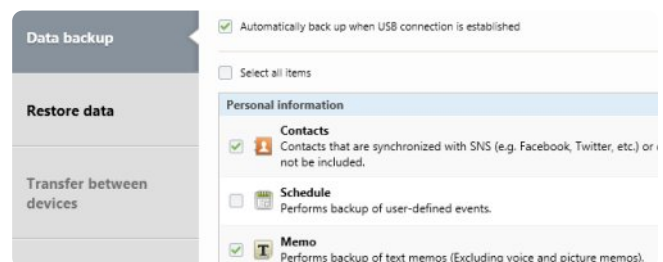 Data backup
Automatically back up when USB connection is established
Select all items
Restore data
Personal information
Contacts
Contacts that are synchronized with SNS (e.g. Facebook, Twitter, etc.) or
not be included.
Transfer between
devices
Schedule
Performs backup of user-defined events.
Memo
Performs backup of text memos (Excluding voice and picture memos).